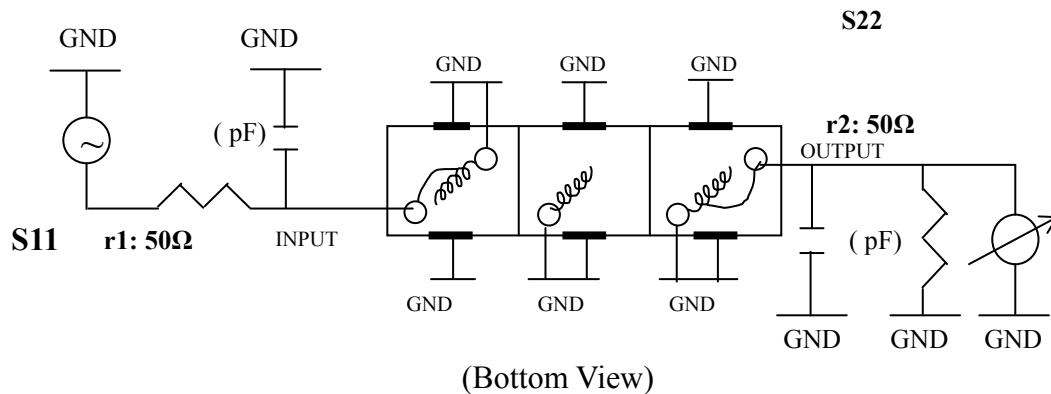 S22
GND
GND
GND
GND
GND
( pF)
r2: 50Ω
OUTPUT
S11
r1: 50Ω
INPUT
( pF)
GND
GND
GND
GND
GND
GND
(Bottom View)